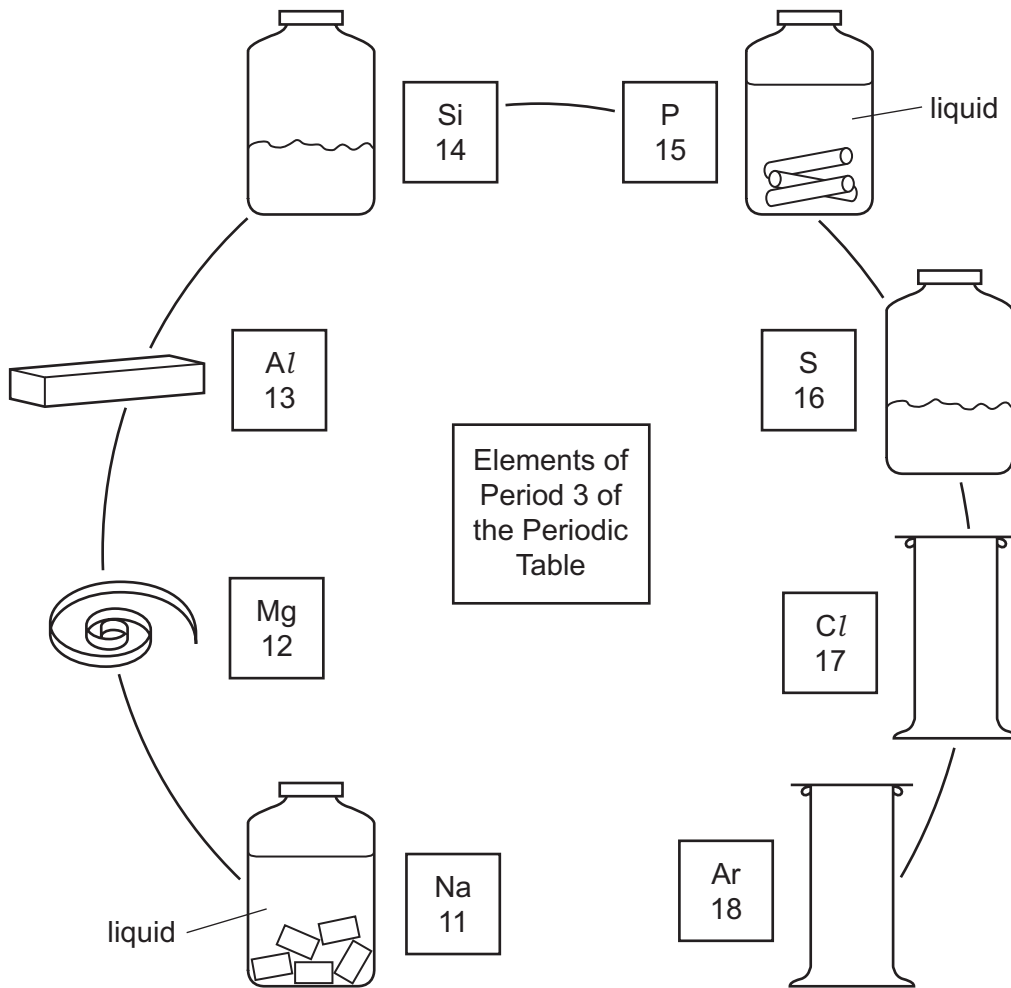 Si
14
P
15
liquid
Al
13
S
16
Elements of
Period 3 of
the Periodic
Table
Mg
12
Cl
17
Na
11
liquid
Ar
18